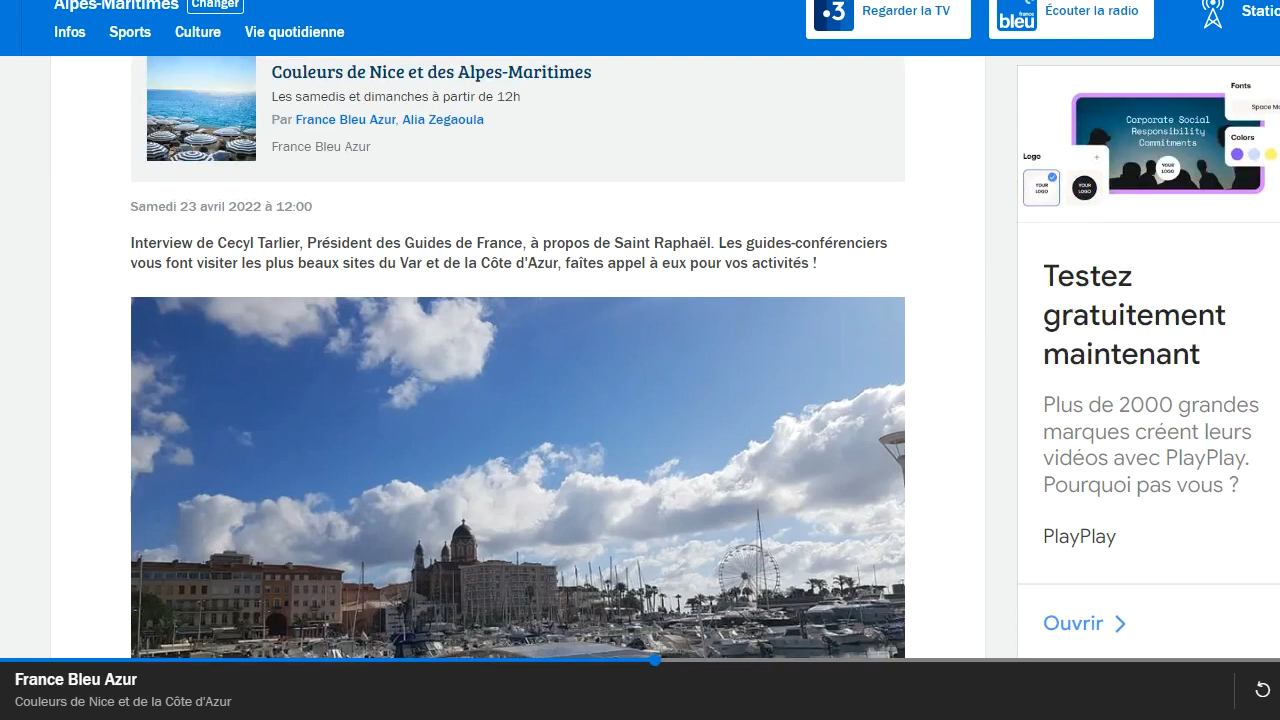 Alpes-Maritimes Changer
Infos Sports Culture Vie quotidienne
.3 Regarder la TV
france bleu Écouter la radio
Couleurs de Nice et des Alpes-Maritimes
Les samedis et dimanches à partir de 12h
Par France Bleu Azur, Alia Zegaoula
France Bleu Azur
Samedi 23 avril 2022 à 12:00
Interview de Cecyl Tarlier, Président des Guides de France, à propos de Saint Raphaël. Les guides-conférenciers
vous font visiter les plus beaux sites du Var et de la Côte d'Azur, faîtes appel à eux pour vos activités !
Fonts
Corporate Social
Responsibility
Commitments
Colors
Logo +
YOUR
LOGO
YOUR
LOGO
YOUR
LOGO
Testez
gratuitement
maintenant
Plus de 2000 grandes
marques créent leurs
vidéos avec PlayPlay.
Pourquoi pas vous ?
PlayPlay
Ouvrir
France Bleu Azur
Couleurs de Nice et de la Côte d'Azur